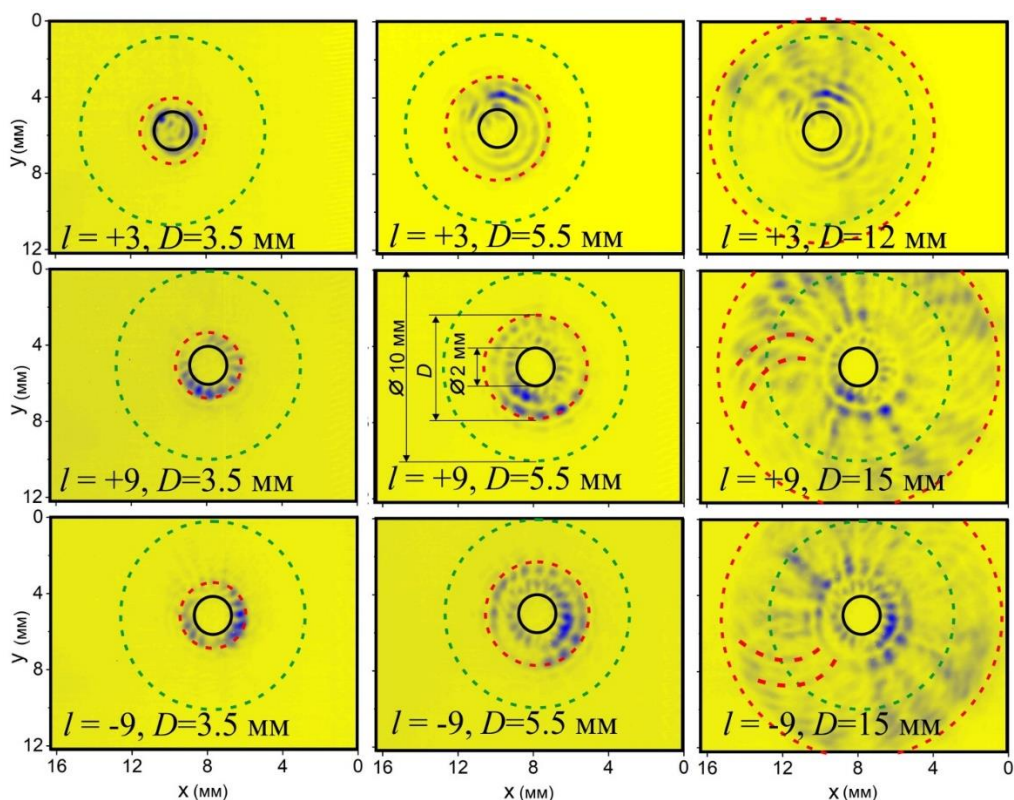 0
4
8
12
y (мм)
l = +3, D=3.5 мм
l = +3, D=5.5 мм
l = +3, D=12 мм
0
4
8
12
y (мм)
l = +9, D=3.5 мм
Ø 10 мм
D
Ø2 мм
l = +9, D=5.5 мм
l = +9, D=15 мм
0
4
8
12
y (мм)
l = -9, D=3.5 мм
l = -9, D=5.5 мм
l = -9, D=15 мм
16 12 8 4 0
16 12 8 4 0
16 12 8 4 0
x (мм)
x (мм)
x (мм)